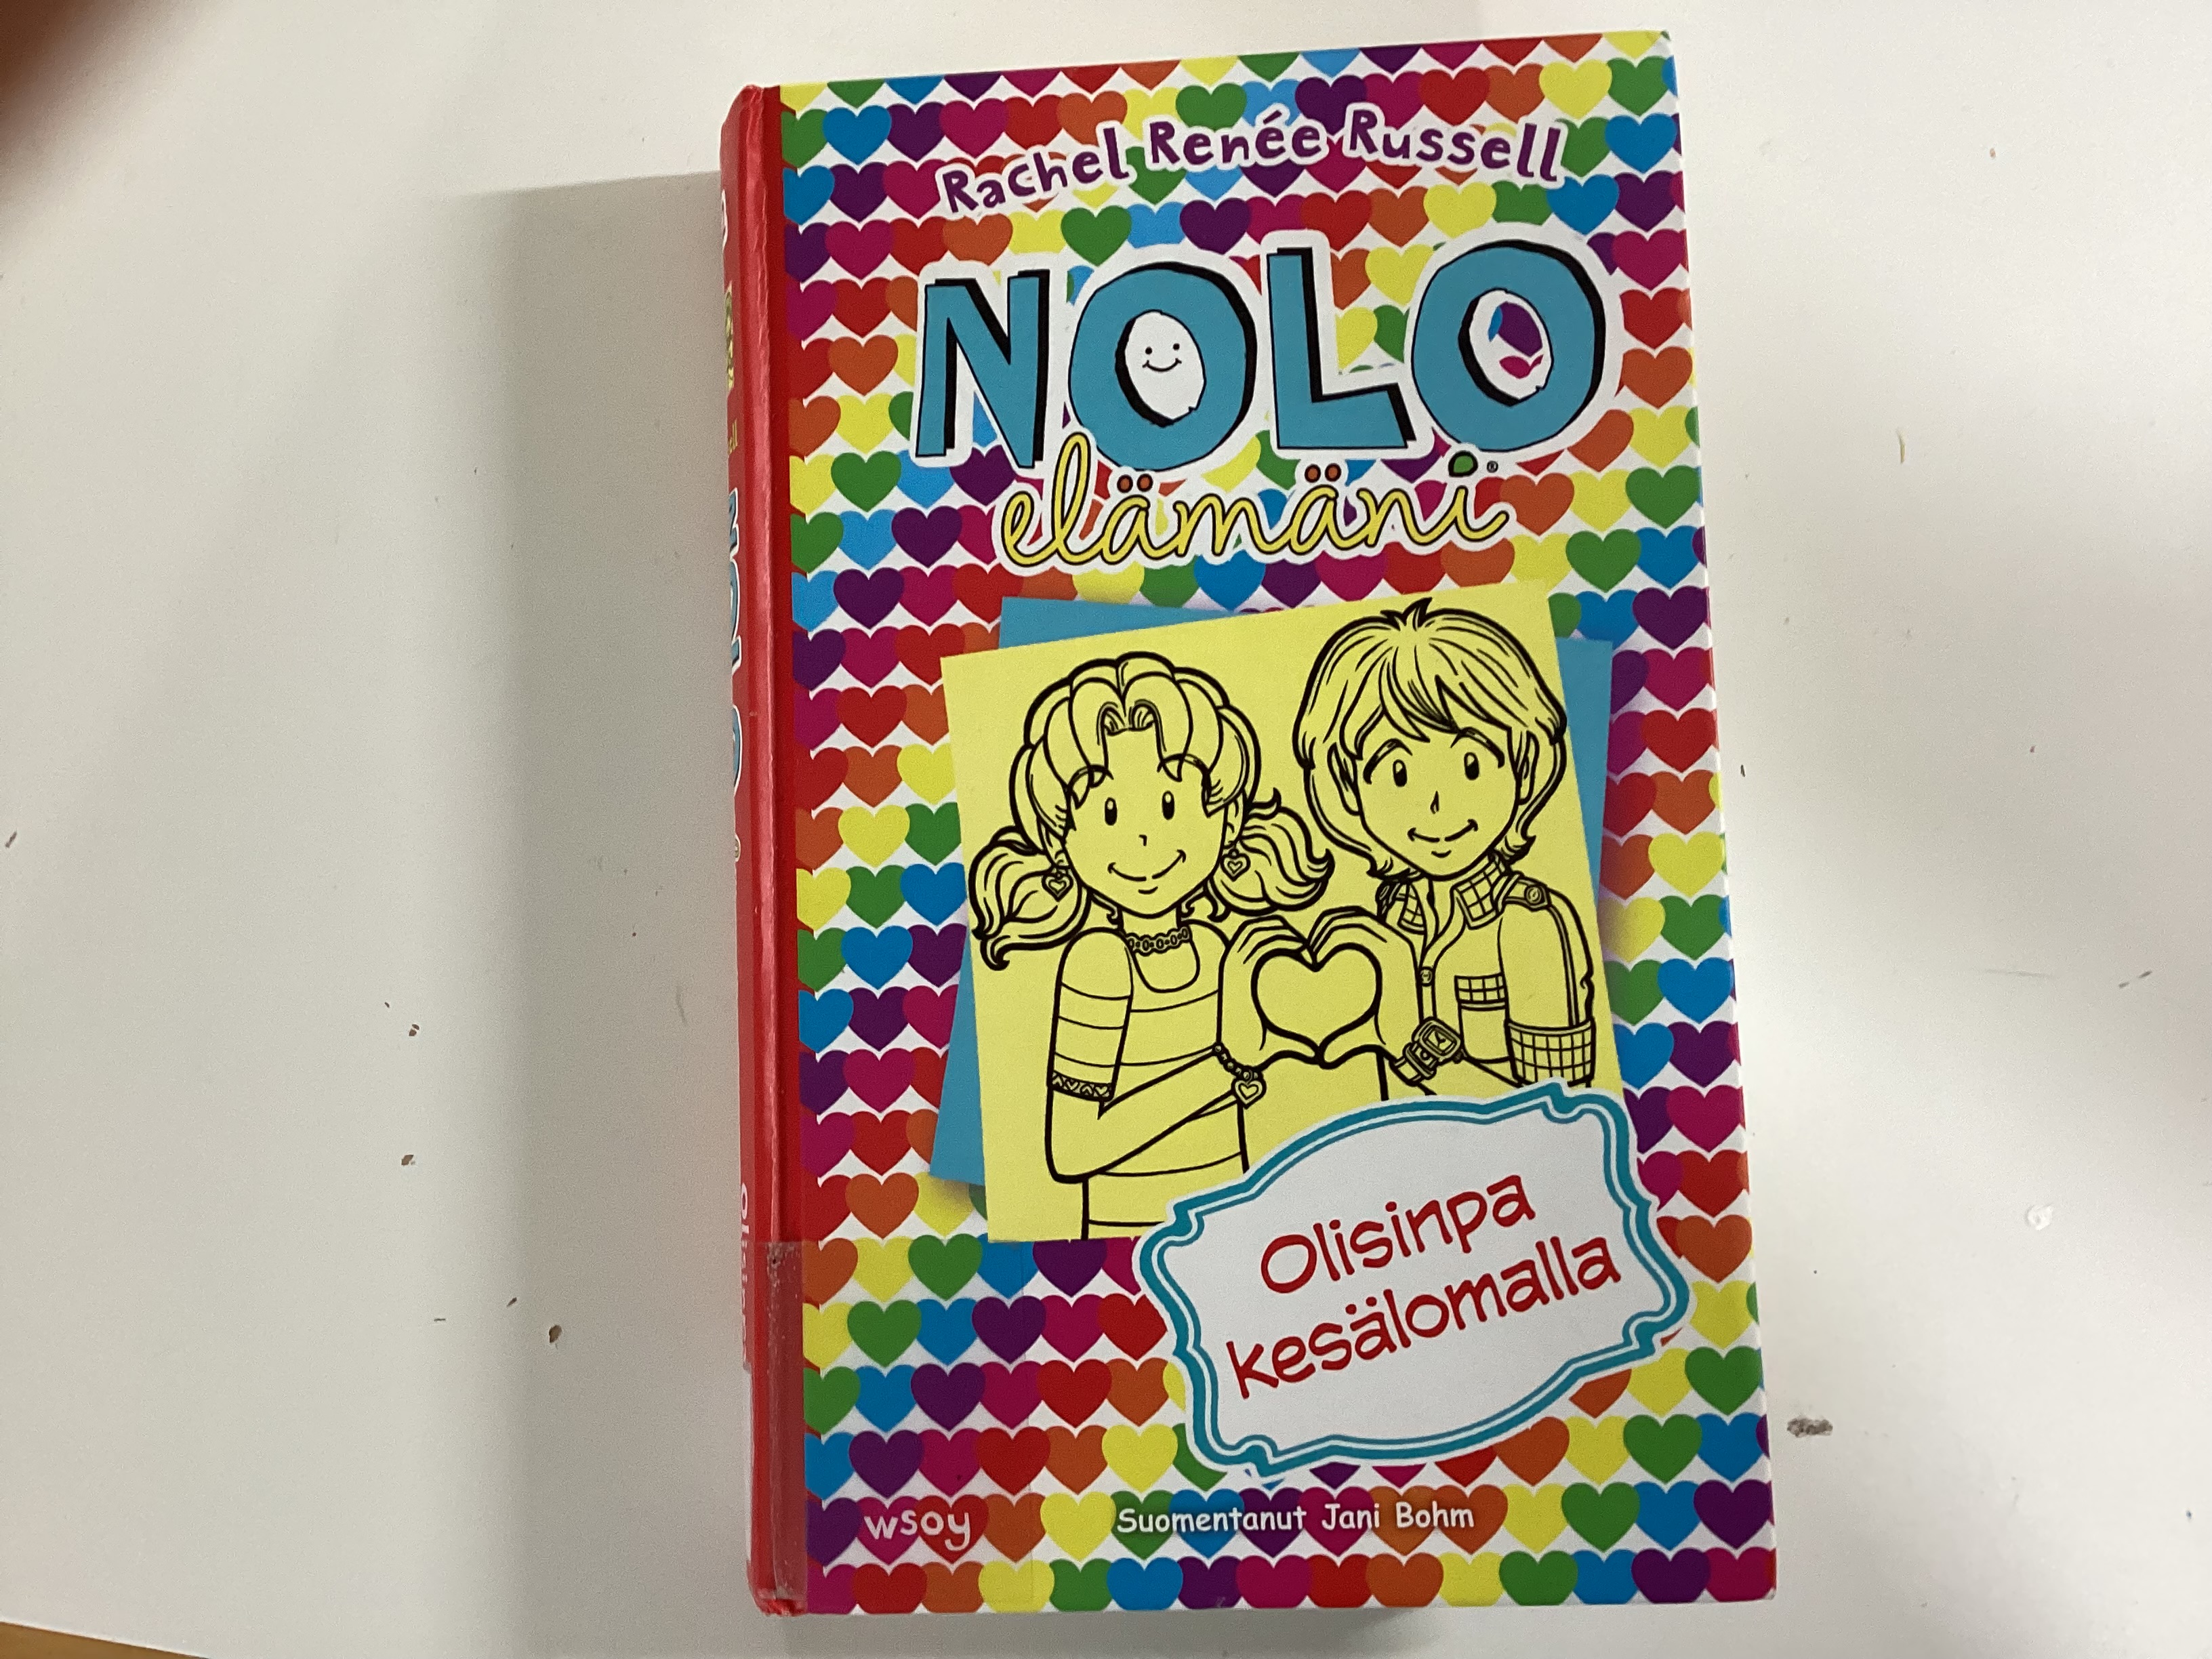 Rachel Renée Russell
NOLO
elämäni®
Olisinpa
kesälomalla
wsoy
Suomentanut Jani Bohm